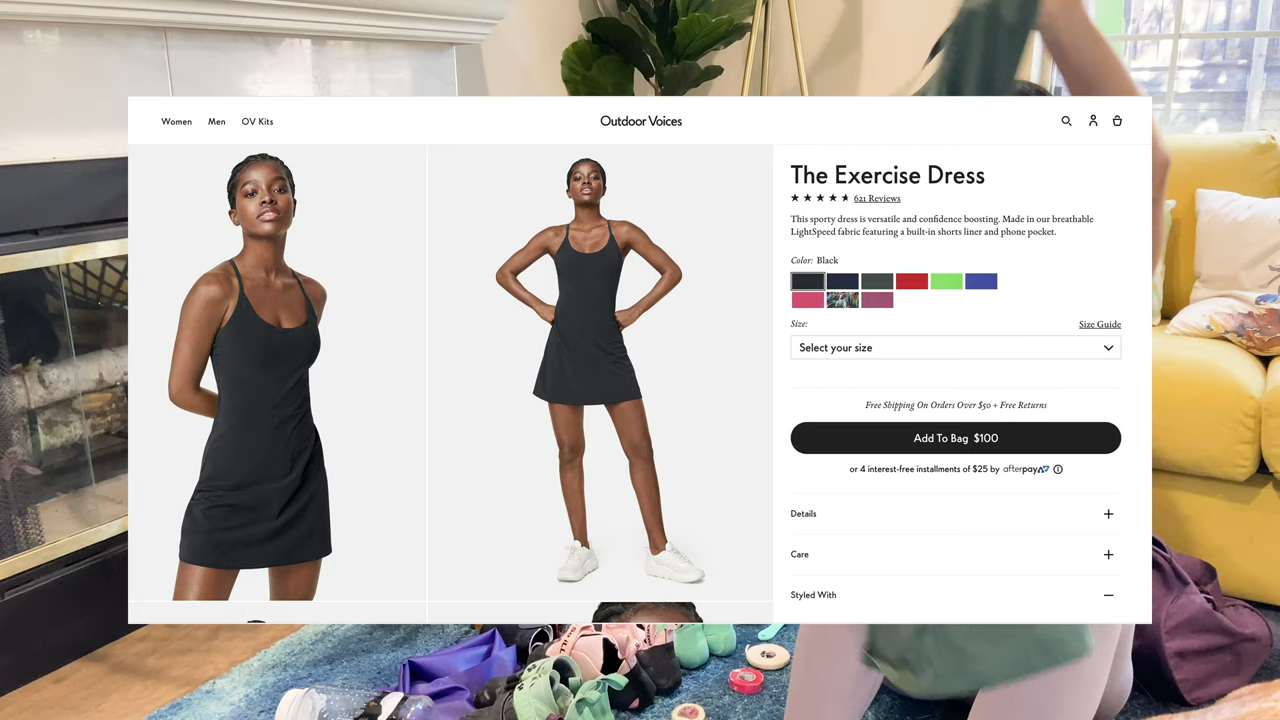 Women Men OV Kits
Outdoor Voices
The Exercise Dress
621 Reviews
This sporty dress is versatile and confidence boosting. Made in our breathable
LightSpeed fabric featuring a built-in shorts liner and phone pocket.
Color: Black
Size: Size Guide
Select your size
Free Shipping On Orders Over $50 + Free Returns
Add To Bag $100
or 4 interest-free installments of $25 by afterpay
Details
Care
Styled With